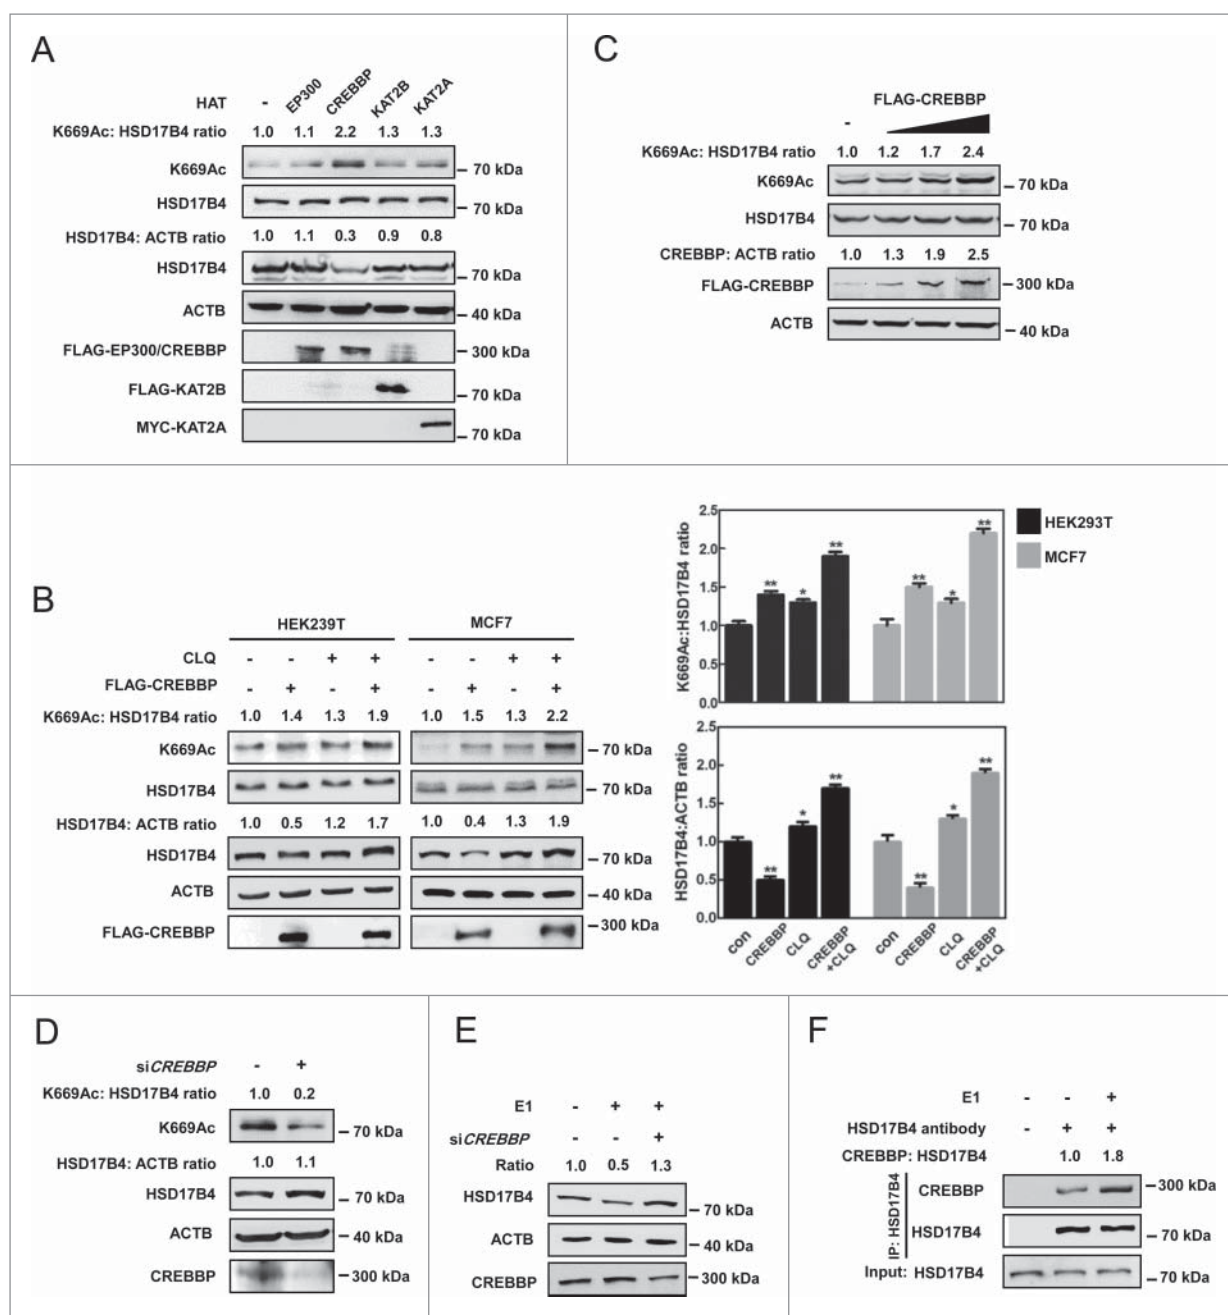 A
HAT - EP300 CREBBP KAT2B KAT2A
K669Ac: HSD17B4 ratio 1.0 1.1 2.2 1.3 1.3
K669Ac – 70 kDa
HSD17B4 – 70 kDa
HSD17B4: ACTB ratio 1.0 1.1 0.3 0.9 0.8
HSD17B4 – 70 kDa
ACTB – 40 kDa
FLAG-EP300/CREBBP – 300 kDa
FLAG-KAT2B – 70 kDa
MYC-KAT2A – 70 kDa
C
FLAG-CREBBP
-
K669Ac: HSD17B4 ratio 1.0 1.2 1.7 2.4
K669Ac – 70 kDa
HSD17B4 – 70 kDa
CREBBP: ACTB ratio 1.0 1.3 1.9 2.5
FLAG-CREBBP – 300 kDa
ACTB – 40 kDa
B
HEK239T MCF7
CLQ - - + + - - + +
FLAG-CREBBP - + - + - + - +
K669Ac: HSD17B4 ratio 1.0 1.4 1.3 1.9 1.0 1.5 1.3 2.2
K669Ac – 70 kDa
HSD17B4 – 70 kDa
HSD17B4: ACTB ratio 1.0 0.5 1.2 1.7 1.0 0.4 1.3 1.9
HSD17B4 – 70 kDa
ACTB – 40 kDa
FLAG-CREBBP – 300 kDa
K669Ac:HSD17B4 ratio
2.5
2.0
1.5
1.0
0.5
0.0
** * ** ** * **
HEK293T
MCF7
HSD17B4:ACTB ratio
2.5
2.0
1.5
1.0
0.5
0.0
** * ** ** * **
con CREBBP CLQ CREBBP +CLQ con CREBBP CLQ CREBBP +CLQ
D
siCREBBP - +
K669Ac: HSD17B4 ratio 1.0 0.2
K669Ac – 70 kDa
HSD17B4: ACTB ratio 1.0 1.1
HSD17B4 – 70 kDa
ACTB – 40 kDa
CREBBP – 300 kDa
E
E1 - + +
siCREBBP - - +
Ratio 1.0 0.5 1.3
HSD17B4 – 70 kDa
ACTB – 40 kDa
CREBBP – 300 kDa
F
E1 - - +
HSD17B4 antibody - + +
CREBBP: HSD17B4 1.0 1.8
IP: HSD17B4
CREBBP – 300 kDa
HSD17B4 – 70 kDa
Input: HSD17B4 – 70 kDa